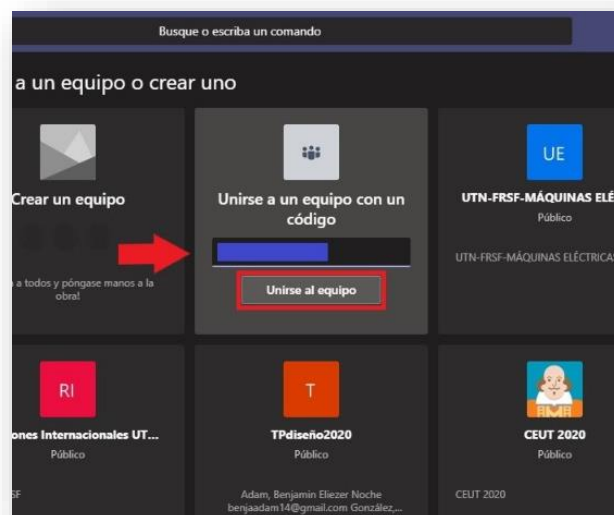 Busque o escriba un comando
a un equipo o crear uno
Crear un equipo
a todos y póngase manos a la
obra!
Unirse a un equipo con un
código
Unirse al equipo
UE
UTN-FRSF-MÁQUINAS ELÉ
Público
UTN-FRSF-MÁQUINAS ELÉCTRICAS
RI
ones Internacionales UT...
Público
SF
T
TPdiseño2020
Público
Adam, Benjamin Eliezer Noche
benjaadam14@gmail.com González,...
CEUT 2020
Público
CEUT 2020